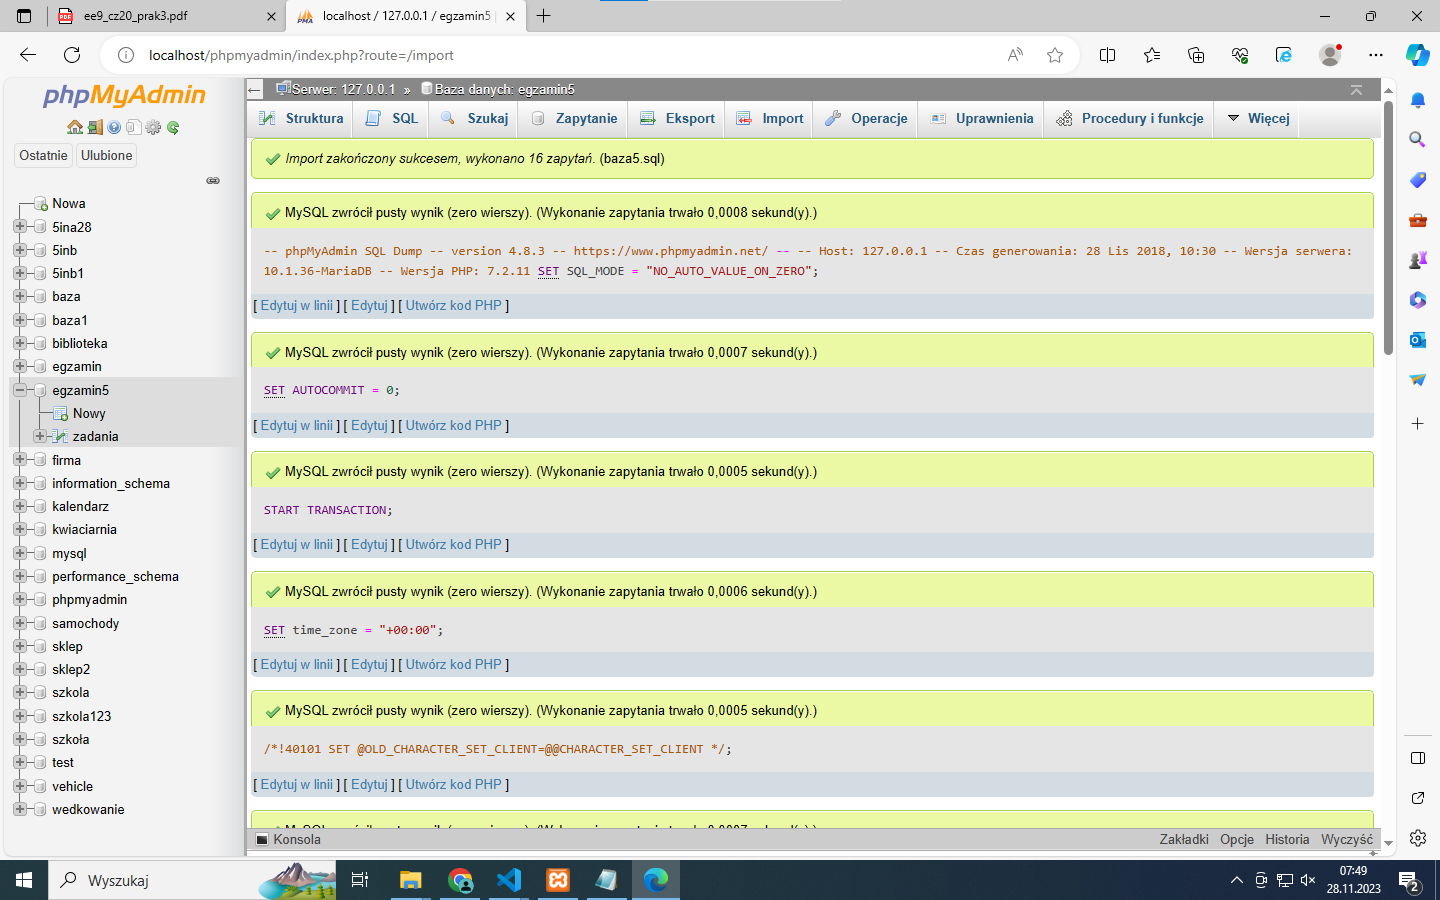 ee9_cz20_prak3.pdf
localhost / 127.0.0.1 / egzamin5
localhost/phpmyadmin/index.php?route=/import
phpMyAdmin
Ostatnie
Ulubione
Nowa
5ina28
5inb
5inb1
baza
baza1
biblioteka
egzamin
egzamin5
Nowy
zadania
firma
information_schema
kalendarz
kwiaciarnia
mysql
performance_schema
phpmyadmin
samochody
sklep
sklep2
szkola
szkola123
szkoła
test
vehicle
wedkowanie
Serwer: 127.0.0.1 » Baza danych: egzamin5
Struktura SQL Szukaj Zapytanie Eksport Import Operacje Uprawnienia Procedury i funkcje Więcej
Import zakończony sukcesem, wykonano 16 zapytań. (baza5.sql)
MySQL zwrócił pusty wynik (zero wierszy). (Wykonanie zapytania trwało 0,0008 sekund(y).)
-- phpMyAdmin SQL Dump -- version 4.8.3 -- https://www.phpmyadmin.net/ -- -- Host: 127.0.0.1 -- Czas generowania: 28 Lis 2018, 10:30 -- Wersja serwera:
10.1.36-MariaDB -- Wersja PHP: 7.2.11 SET SQL_MODE = "NO_AUTO_VALUE_ON_ZERO";
[ Edytuj w linii ] [ Edytuj ] [ Utwórz kod PHP ]
MySQL zwrócił pusty wynik (zero wierszy). (Wykonanie zapytania trwało 0,0007 sekund(y).)
SET AUTOCOMMIT = 0;
[ Edytuj w linii ] [ Edytuj ] [ Utwórz kod PHP ]
MySQL zwrócił pusty wynik (zero wierszy). (Wykonanie zapytania trwało 0,0005 sekund(y).)
START TRANSACTION;
[ Edytuj w linii ] [ Edytuj ] [ Utwórz kod PHP ]
MySQL zwrócił pusty wynik (zero wierszy). (Wykonanie zapytania trwało 0,0006 sekund(y).)
SET time_zone = "+00:00";
[ Edytuj w linii ] [ Edytuj ] [ Utwórz kod PHP ]
MySQL zwrócił pusty wynik (zero wierszy). (Wykonanie zapytania trwało 0,0005 sekund(y).)
/*!40101 SET @OLD_CHARACTER_SET_CLIENT=@@CHARACTER_SET_CLIENT */;
[ Edytuj w linii ] [ Edytuj ] [ Utwórz kod PHP ]
Konsola
Zakładki Opcje Historia Wyczyść
Wyszukaj
07:49
28.11.2023
2